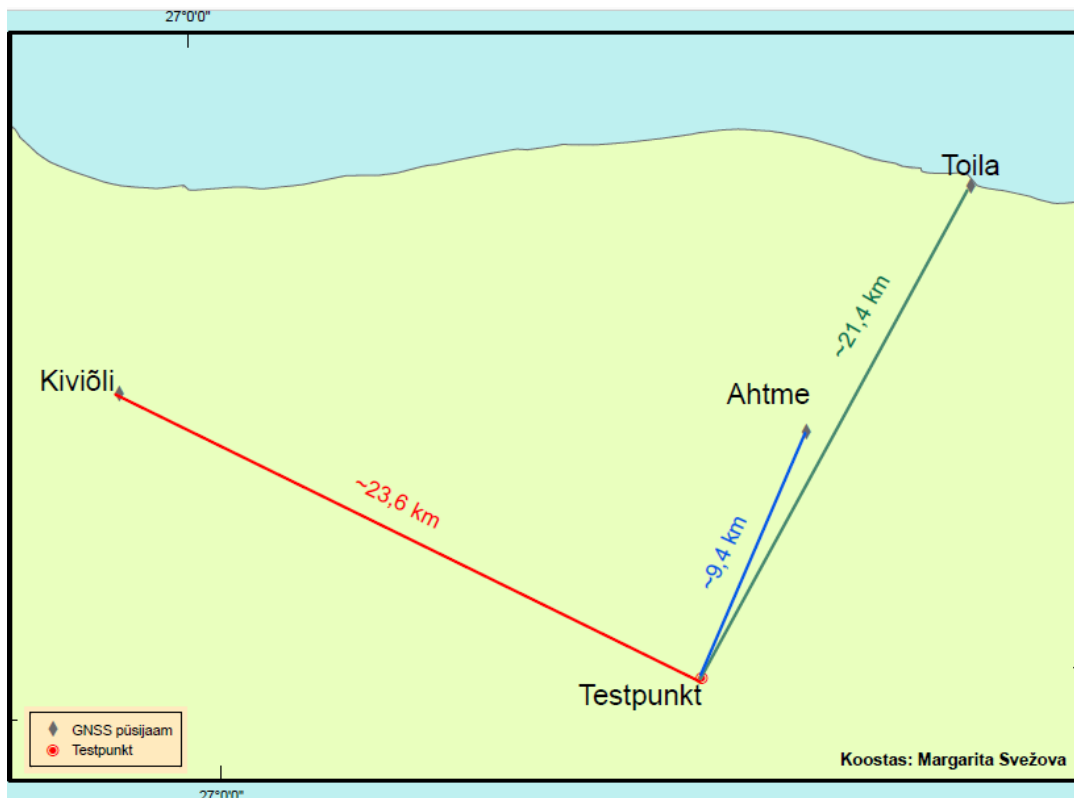 27°0'0"
Toila
~21,4 km
Kiviõli
Ahtme
~23,6 km
~9,4 km
Testpunkt
GNSS püsijaam
Testpunkt
Koostas: Margarita Svežova
27°0'0"